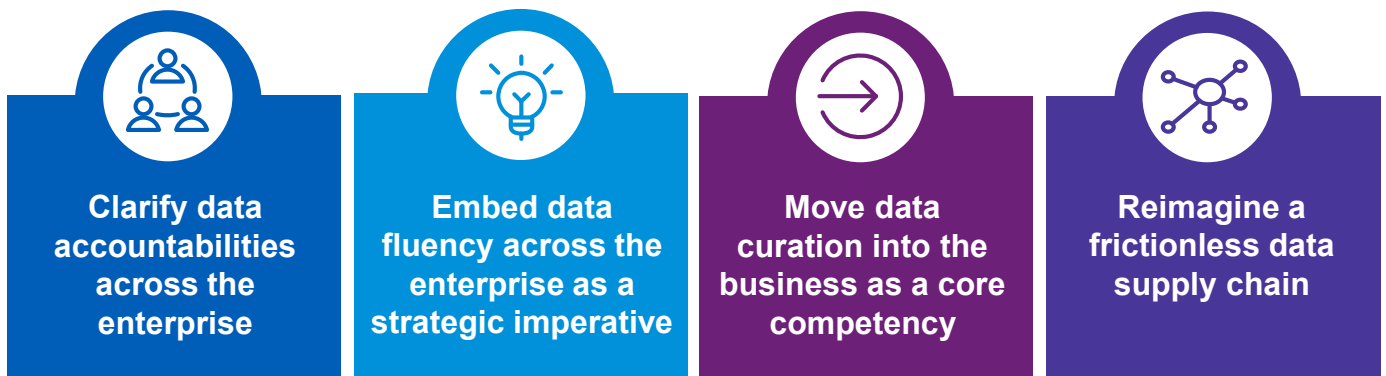 Clarify data
accountabilities
across the
enterprise
Embed data
fluency across the
enterprise as a
strategic imperative
Move data
curation into the
business as a core
competency
Reimagine a
frictionless data
supply chain